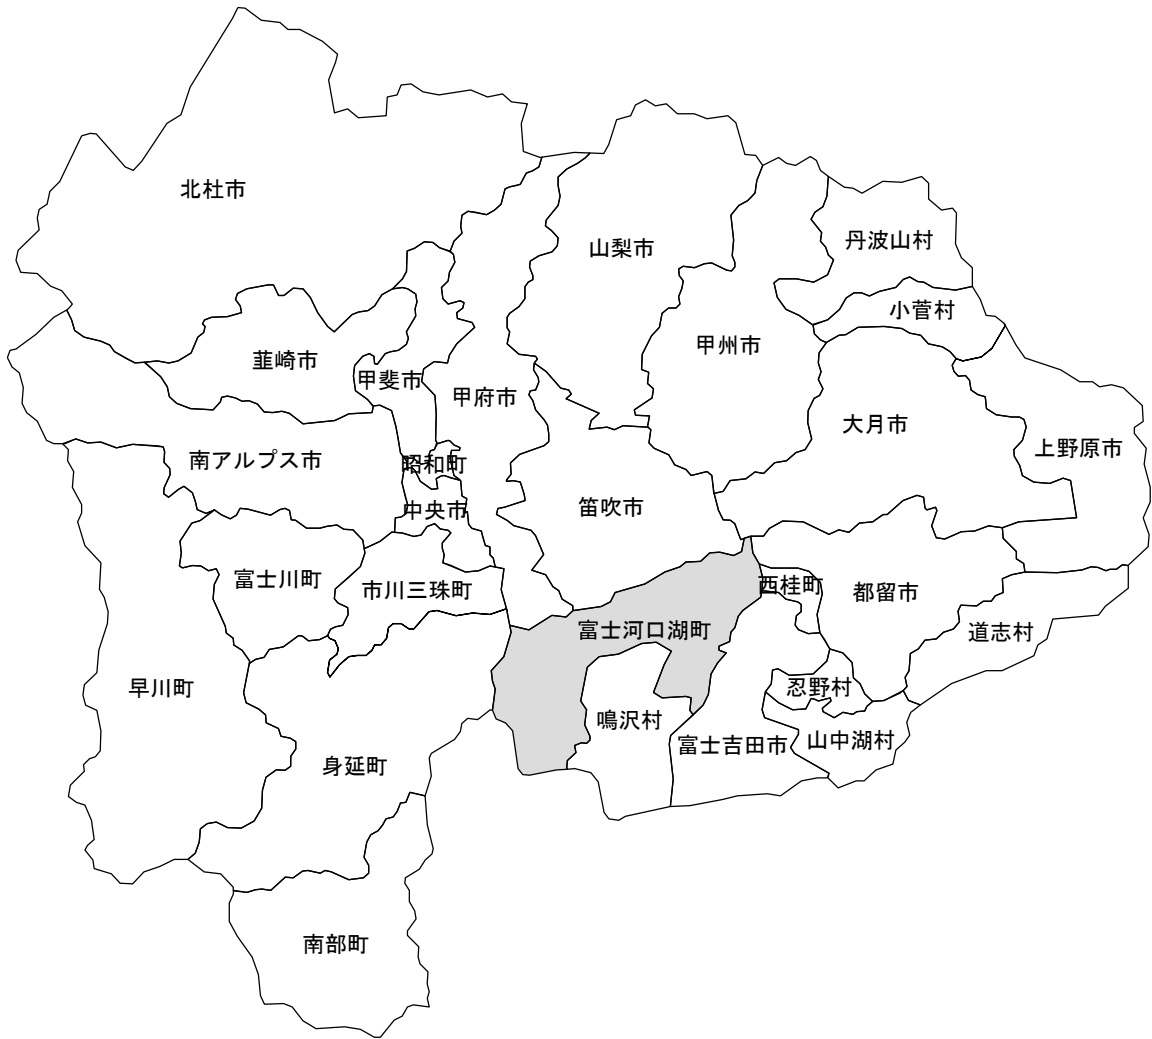 北杜市
山梨市
丹波山村
小菅村
甲州市
韮崎市
甲斐市
甲府市
大月市
上野原市
南アルプス市
昭和町
笛吹市
中央市
富士川町
市川三珠町
西桂町
都留市
富士河口湖町
道志村
早川町
忍野村
鳴沢村
富士吉田市
山中湖村
身延町
南部町